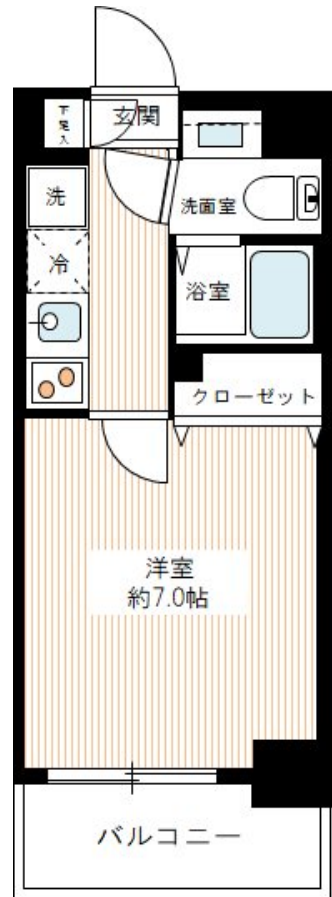 下足入
玄関
洗
洗面室
冷
浴室
クローゼット
洋室
約7.0帖
バルコニー